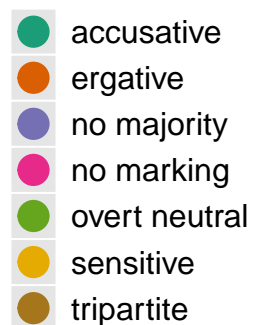 accusative
ergative
no majority
no marking
overt neutral
sensitive
tripartite